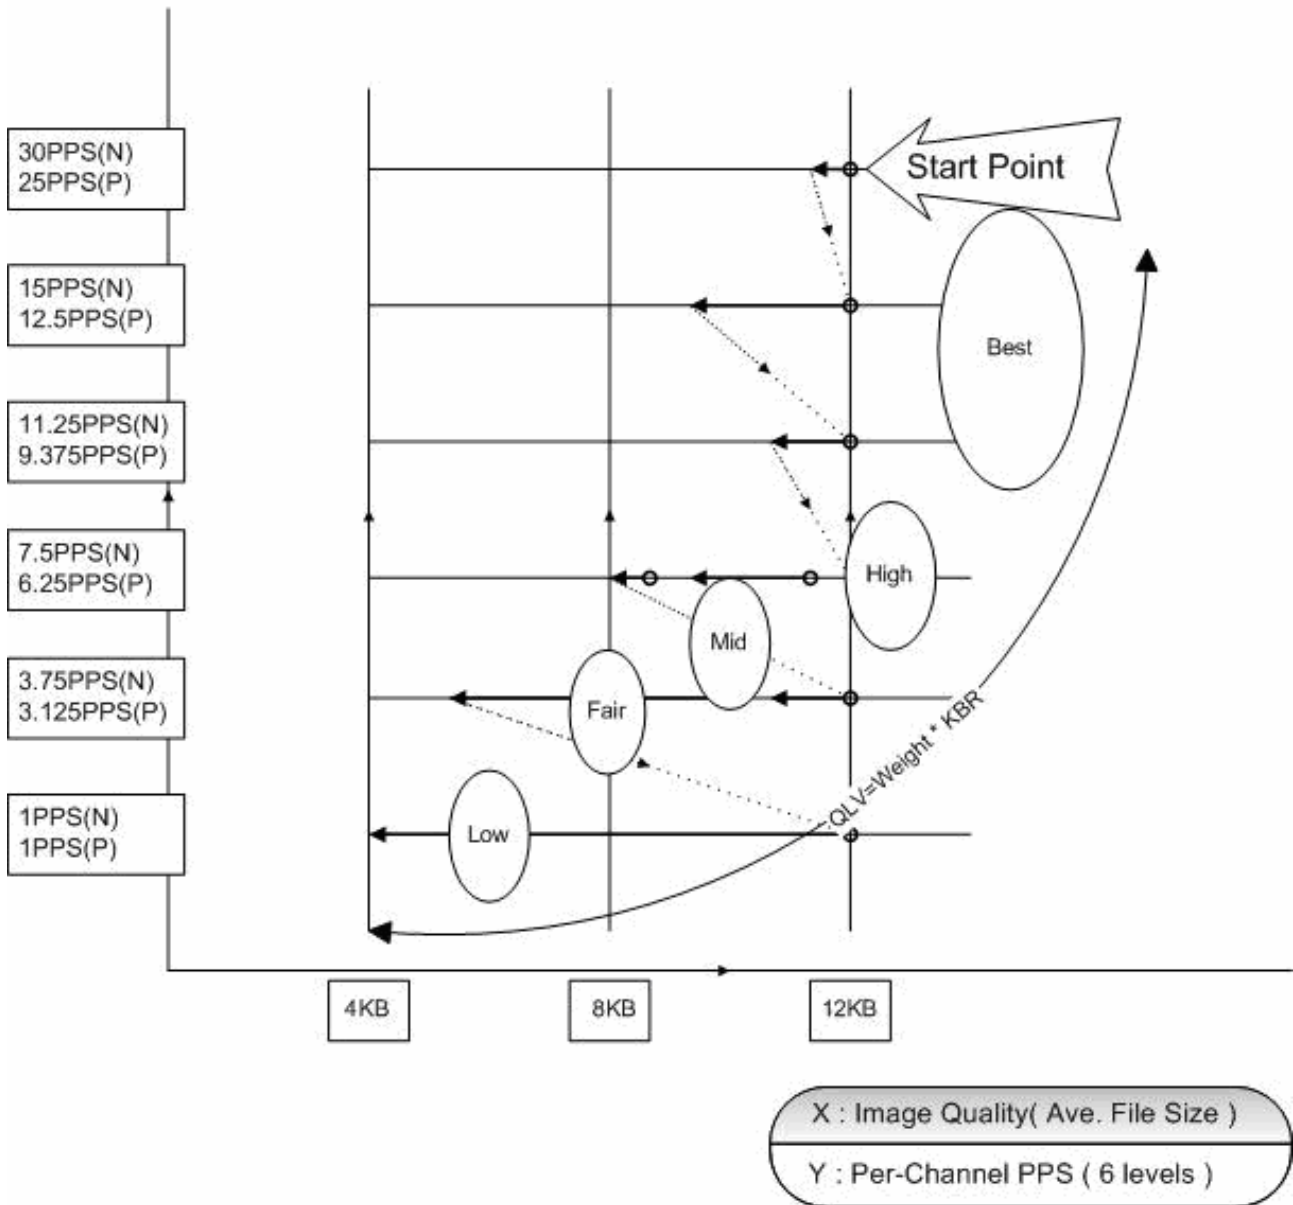 30PPS(N)
25PPS(P)
Start Point
15PPS(N)
12.5PPS(P)
Best
11.25PPS(N)
9.375PPS(P)
7.5PPS(N)
6.25PPS(P)
High
Mid
3.75PPS(N)
3.125PPS(P)
Fair
QLV=Weight * KBR
1PPS(N)
1PPS(P)
Low
4KB
8KB
12KB
X : Image Quality( Ave. File Size )
Y : Per-Channel PPS ( 6 levels )